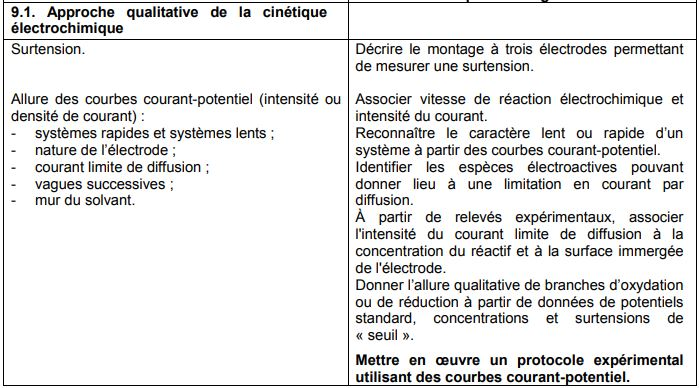 9.1. Approche qualitative de la cinétique
électrochimique
Surtension.
Décrire le montage à trois électrodes permettant
de mesurer une surtension.
Allure des courbes courant-potentiel (intensité ou
densité de courant) :
- systèmes rapides et systèmes lents ;
- nature de l'électrode ;
- courant limite de diffusion ;
- vagues successives ;
- mur du solvant.
Associer vitesse de réaction électrochimique et
intensité du courant.
Reconnaître le caractère lent ou rapide d'un
système à partir des courbes courant-potentiel.
Identifier les espèces électroactives pouvant
donner lieu à une limitation en courant par
diffusion.
À partir de relevés expérimentaux, associer
l'intensité du courant limite de diffusion à la
concentration du réactif et à la surface immergée
de l'électrode.
Donner l'allure qualitative de branches d'oxydation
ou de réduction à partir de données de potentiels
standard, concentrations et surtensions de
« seuil ».
Mettre en œuvre un protocole expérimental
utilisant des courbes courant-potentiel.